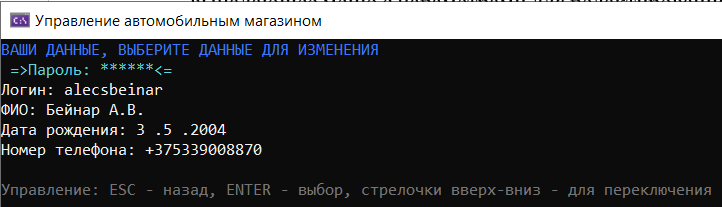 Управление автомобильным магазином
ВАШИ ДАННЫЕ, ВЫБЕРИТЕ ДАННЫЕ ДЛЯ ИЗМЕНЕНИЯ
=>Пароль: ******<=
Логин: alecsbeinar
ФИО: Бейнар А.В.
Дата рождения: 3 .5 .2004
Номер телефона: +375339008870
Управление: ESC - назад, ENTER - выбор, стрелочки вверх-вниз - для переключения